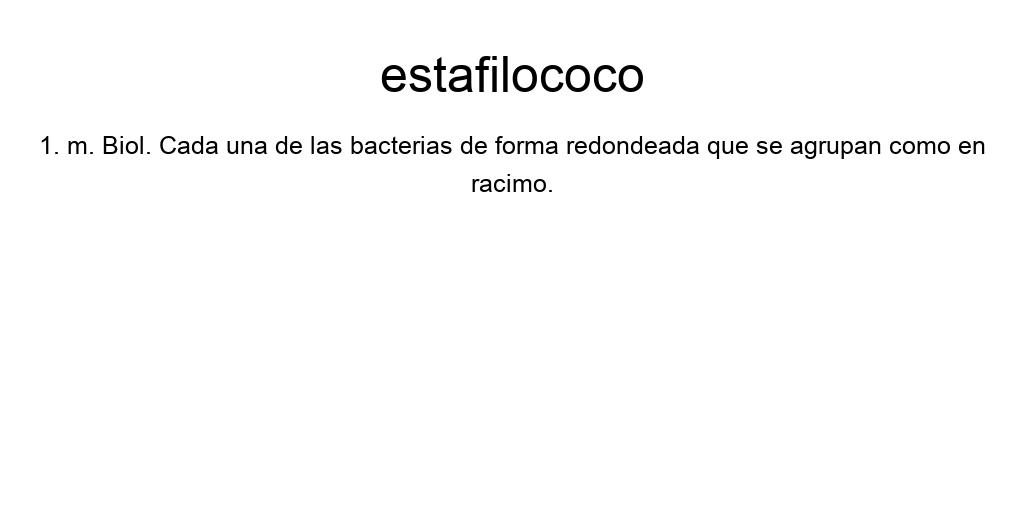 estafilococo
1. m. Biol. Cada una de las bacterias de forma redondeada que se agrupan como en
racimo.